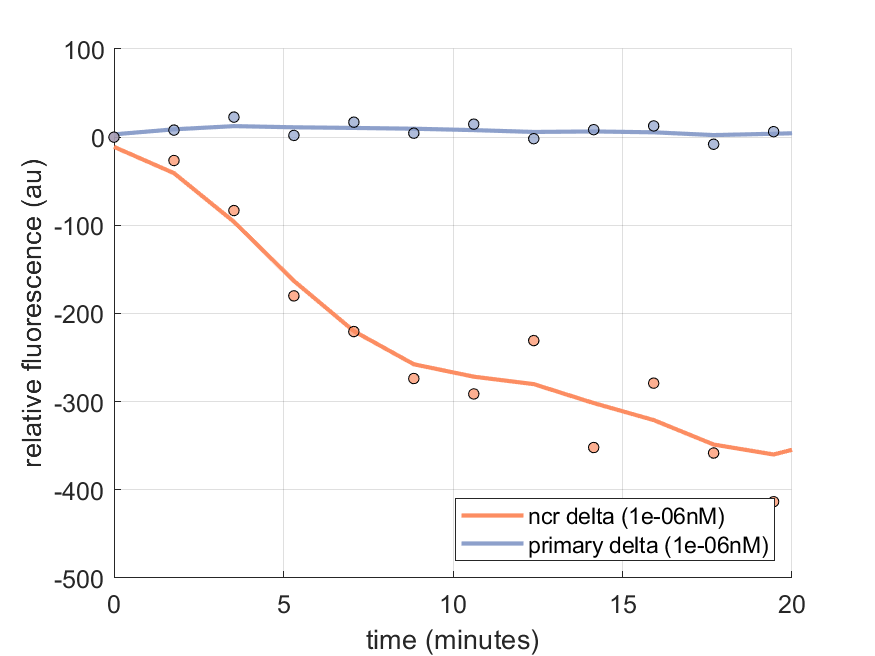 100
0
-100
-200
-300
-400
-500
relative fluorescence (au)
ncr delta (1e-06nM)
primary delta (1e-06nM)
0 5 10 15 20
time (minutes)